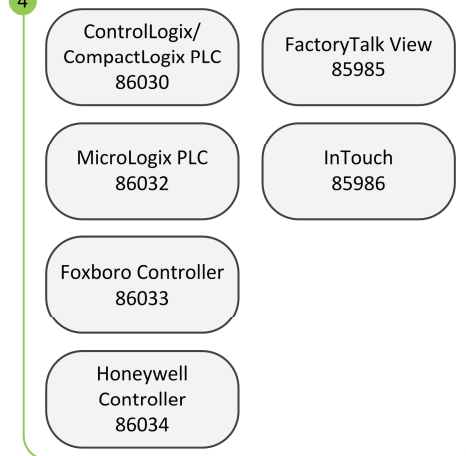 4
ControlLogix/
CompactLogix PLC
86030
FactoryTalk View
85985
MicroLogix PLC
86032
InTouch
85986
Foxboro Controller
86033
Honeywell
Controller
86034